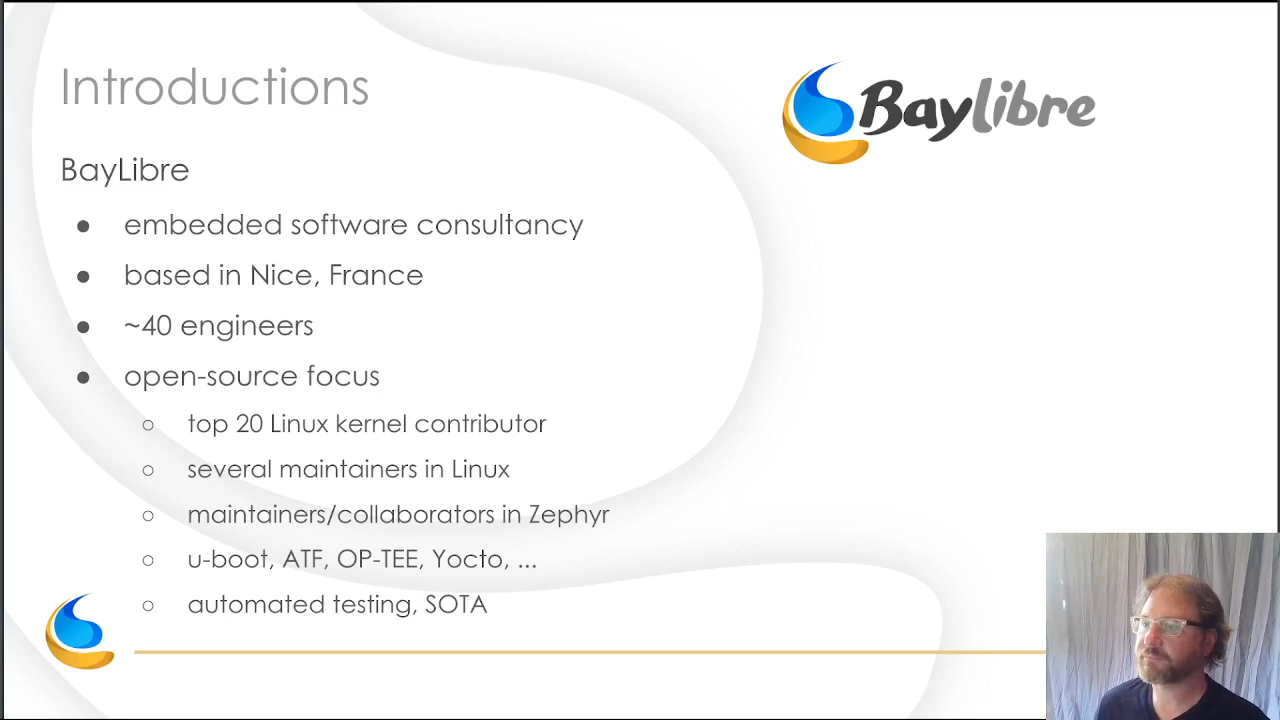 Introductions
Baylibre
BayLibre
● embedded software consultancy
● based in Nice, France
● ~40 engineers
● open-source focus
○ top 20 Linux kernel contributor
○ several maintainers in Linux
○ maintainers/collaborators in Zephyr
○ u-boot, ATF, OP-TEE, Yocto, ...
○ automated testing, SOTA